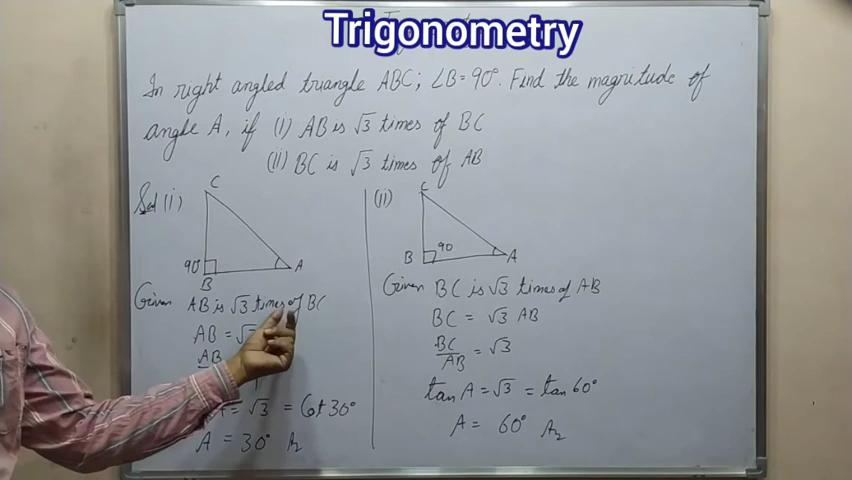 Trigonometry
In right angled triangle ABC; ∠B = 90°. Find the magnitude of
angle A, if (i) AB is √3 times of BC
(ii) BC is √3 times of AB
Sol (i)
C
90°
B
A
Given AB is √3 times of BC
AB =
AB
1
= √3 = Cot 30°
A = 30°
(ii)
C
B
90
A
Given BC is √3 times of AB
BC = √3 AB
BC/AB = √3
tan A = √3 = tan 60°
A = 60°